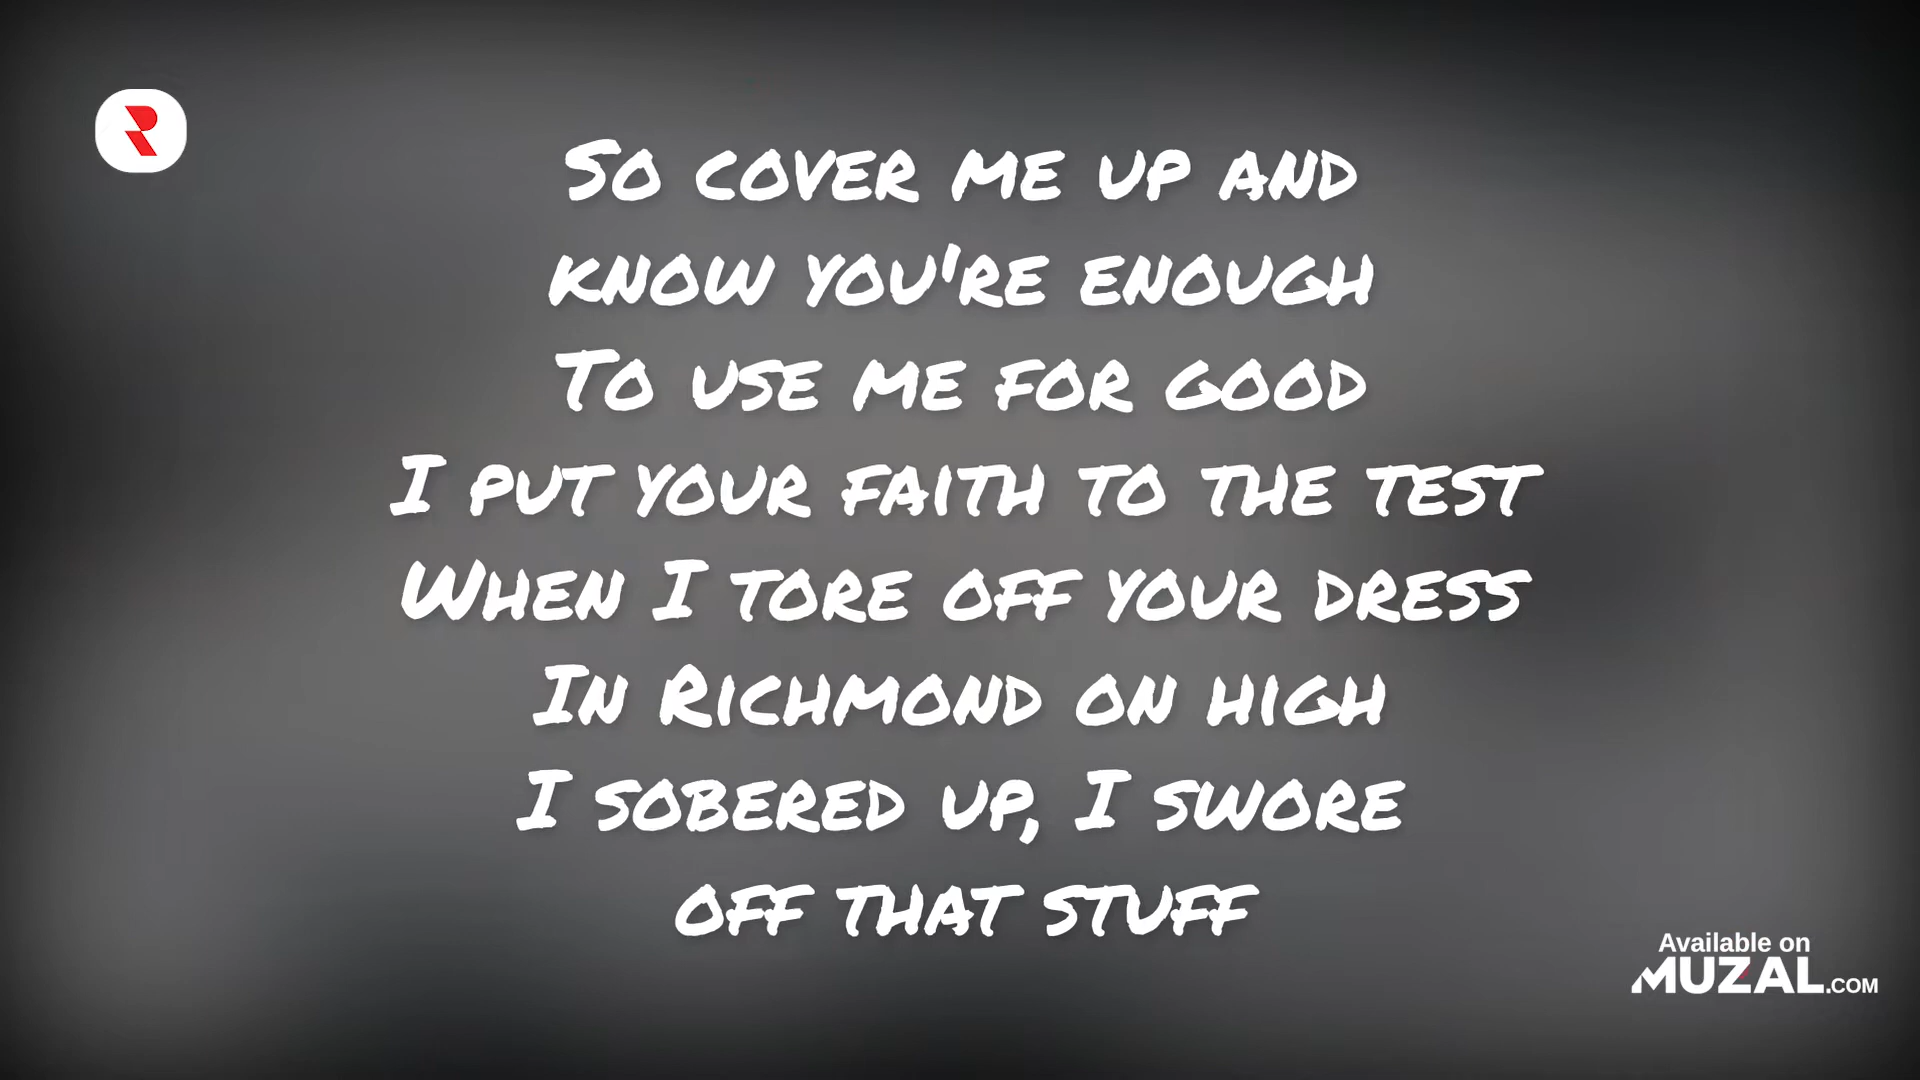 So cover me up and
know you're enough
To use me for good
I put your faith to the test
When I tore off your dress
In Richmond on high
I sobered up, I swore
off that stuff
Available on
MUZAL.COM